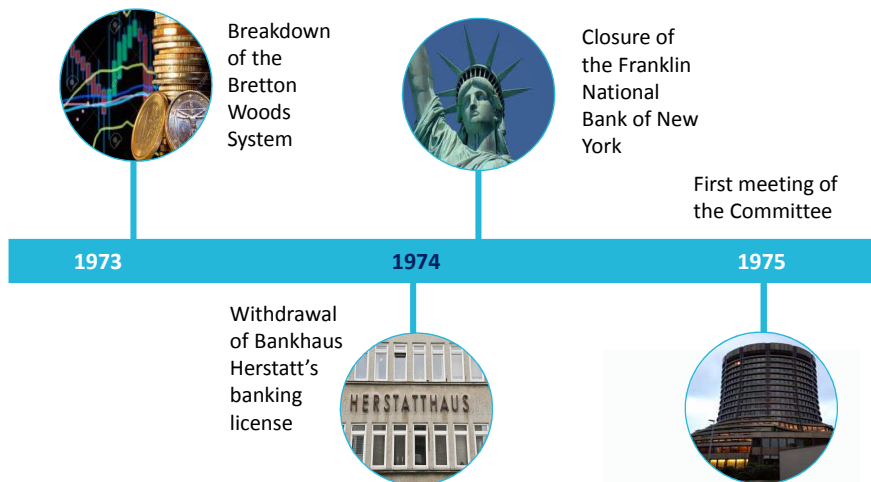 Breakdown
of the
Bretton
Woods
System
Closure of
the Franklin
National
Bank of New
York
First meeting of
the Committee
1973
1974
1975
Withdrawal
of Bankhaus
Herstatt’s
banking
license
HERSTATTHAUS